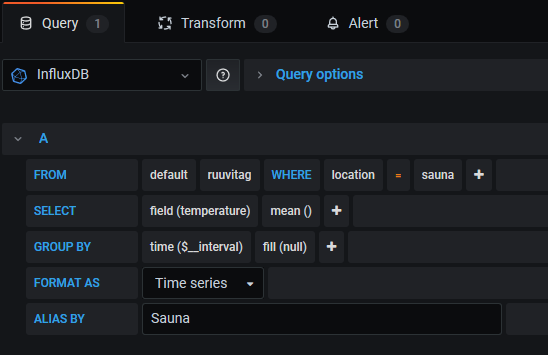 Query 1 Transform 0 Alert 0
InfluxDB Query options
A
FROM default ruuvitag WHERE location = sauna +
SELECT field (temperature) mean () +
GROUP BY time ($__interval) fill (null) +
FORMAT AS Time series
ALIAS BY Sauna